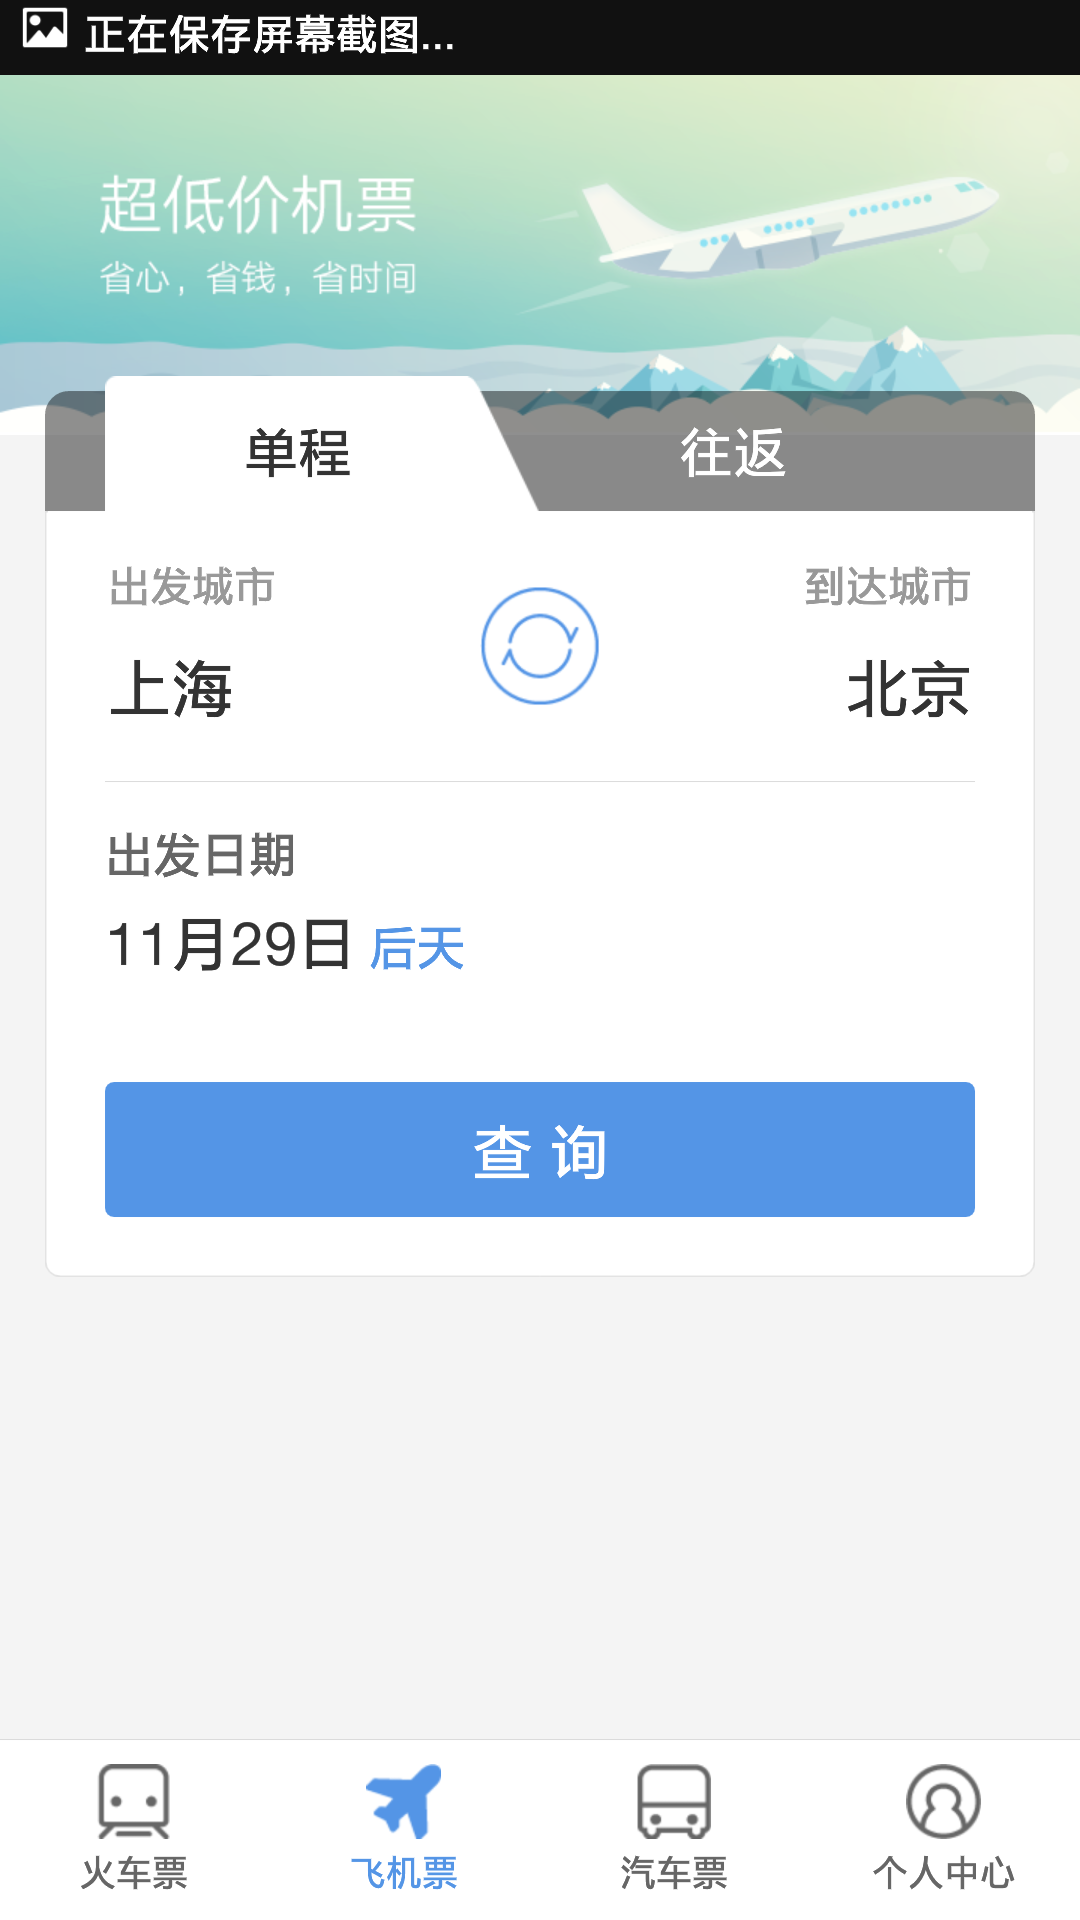 正在保存屏幕截图...
超低价机票
省心，省钱，省时间
单程 往返
出发城市 到达城市
上海 北京
出发日期
11月29日 后天
查 询
火车票 飞机票 汽车票 个人中心